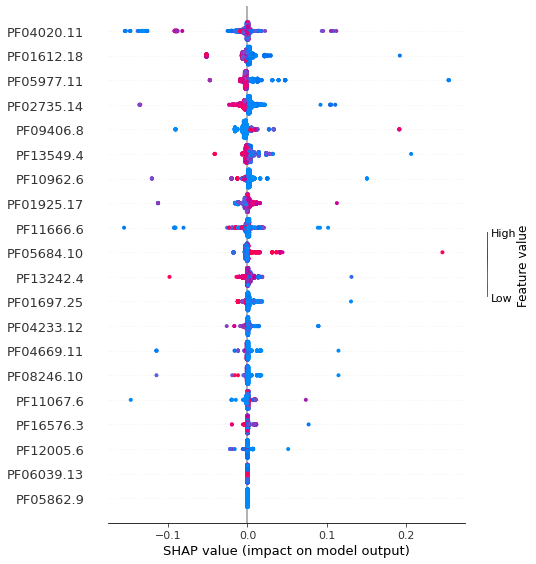 PF04020.11
PF01612.18
PF05977.11
PF02735.14
PF09406.8
PF13549.4
PF10962.6
PF01925.17
PF11666.6
PF05684.10
PF13242.4
PF01697.25
PF04233.12
PF04669.11
PF08246.10
PF11067.6
PF16576.3
PF12005.6
PF06039.13
PF05862.9
−0.1 0.0 0.1 0.2
SHAP value (impact on model output)
High
Low
Feature value